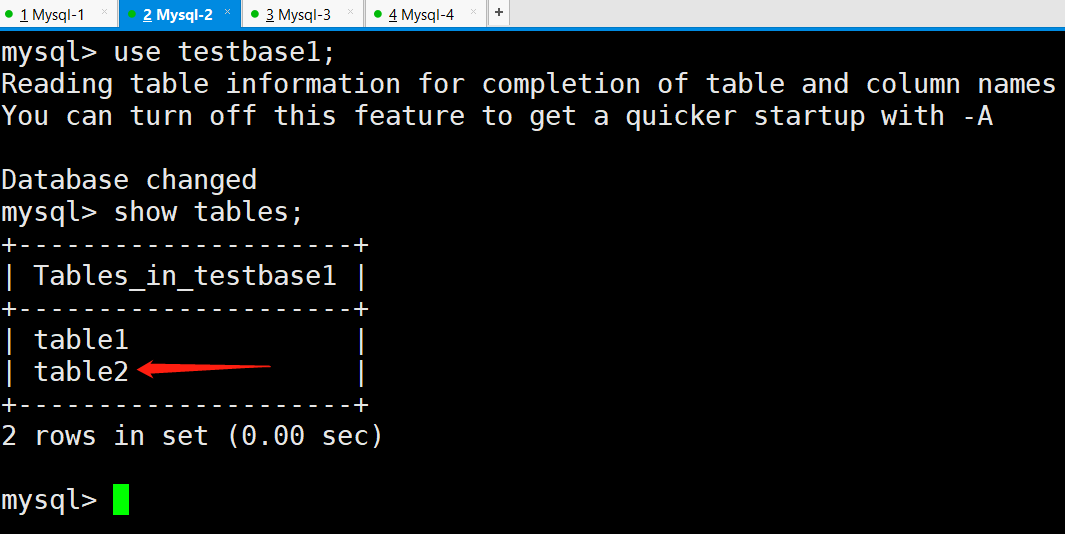 1 Mysql-1 × 2 Mysql-2 × 3 Mysql-3 × 4 Mysql-4 × +
mysql> use testbase1;
Reading table information for completion of table and column names
You can turn off this feature to get a quicker startup with -A
Database changed
mysql> show tables;
+---------------------+
| Tables_in_testbase1 |
+---------------------+
| table1              |
| table2              |
+---------------------+
2 rows in set (0.00 sec)
mysql>